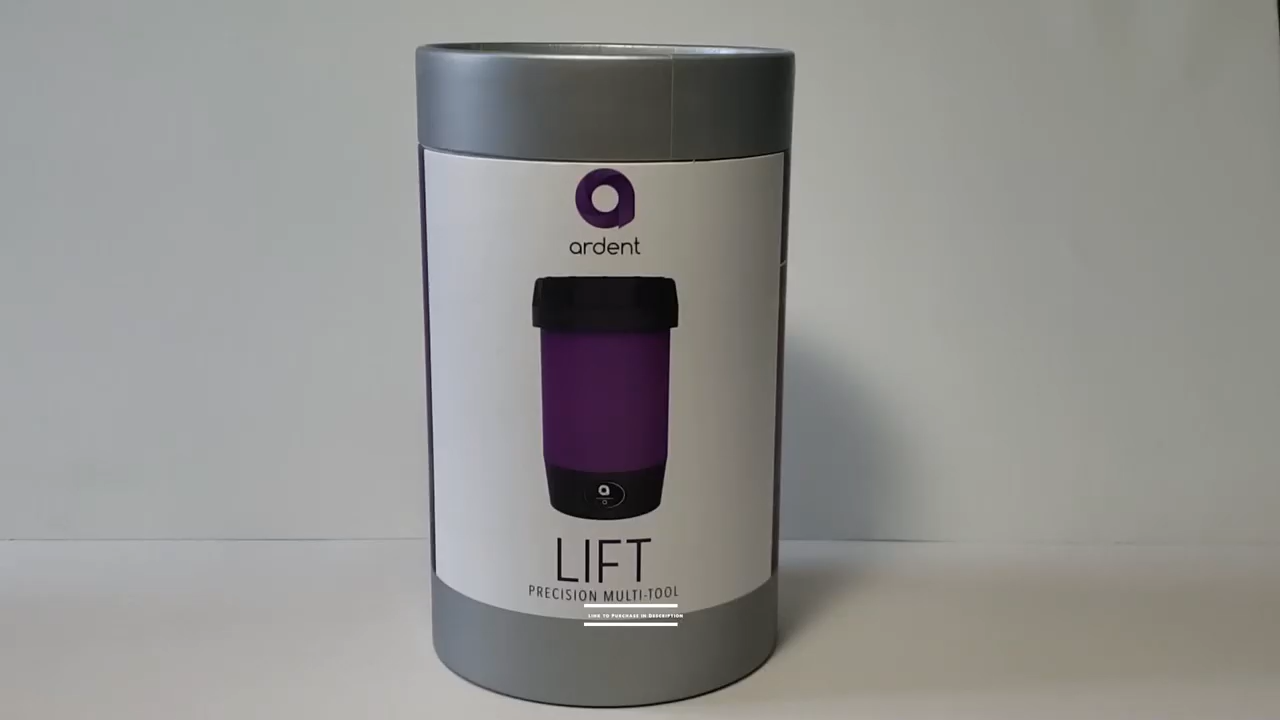 ardent
LIFT
PRECISION MULTI-TOOL
Link to Purchase in Description